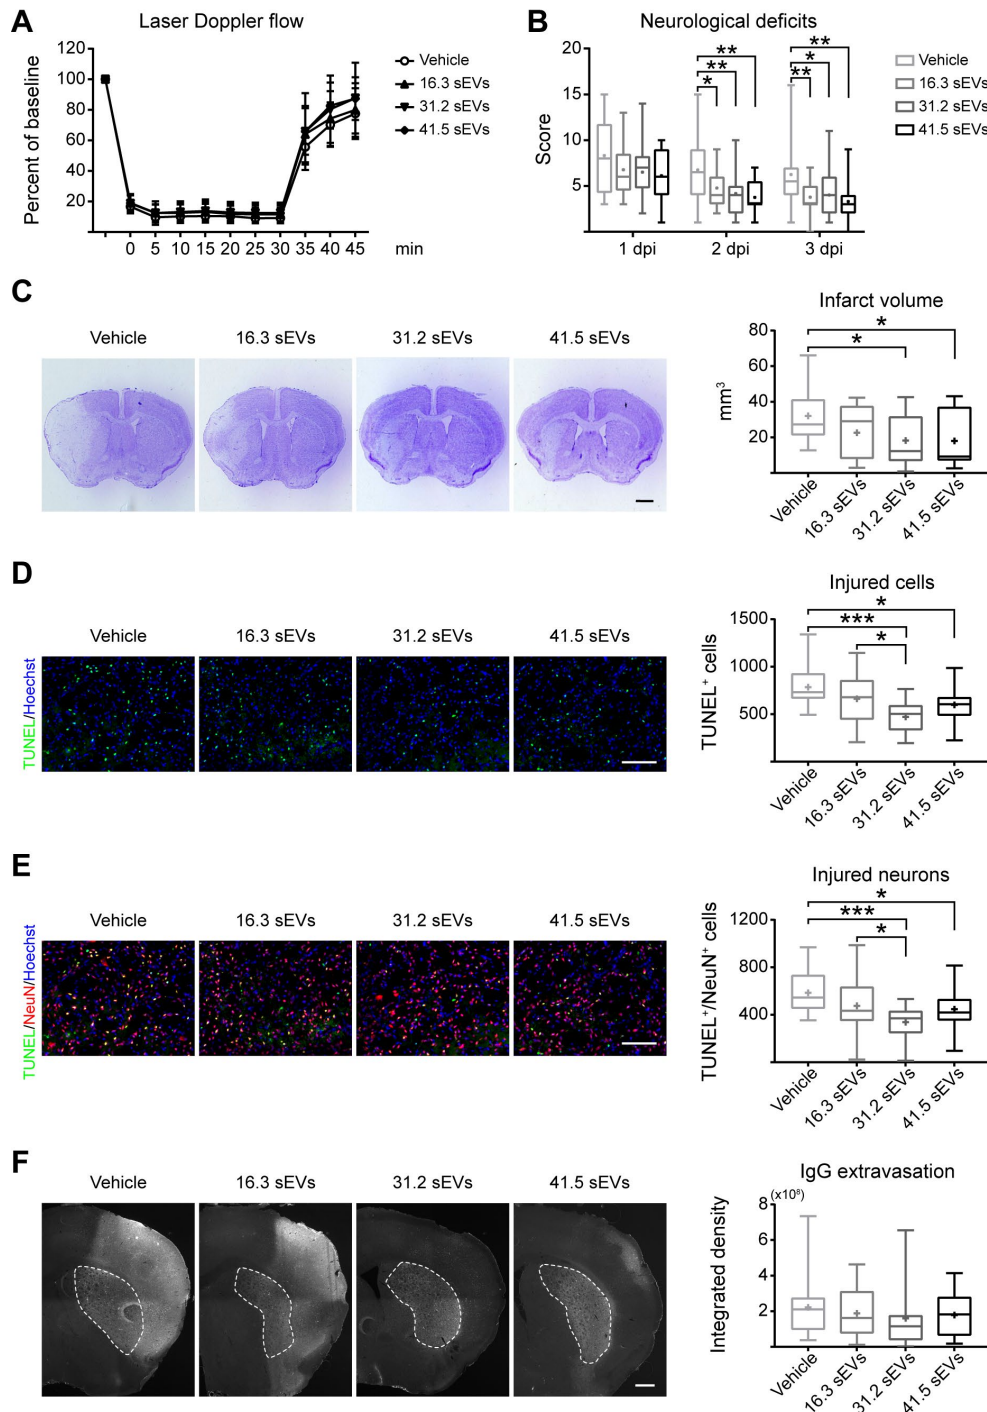 A
Laser Doppler flow
Percent of baseline
120
100
80
60
40
20
0 5 10 15 20 25 30 35 40 45 min
Vehicle
16.3 sEVs
31.2 sEVs
41.5 sEVs
B
Neurological deficits
Score
20
15
10
5
** ** * ** * **
1 dpi 2 dpi 3 dpi
Vehicle
16.3 sEVs
31.2 sEVs
41.5 sEVs
C
Vehicle 16.3 sEVs 31.2 sEVs 41.5 sEVs
Infarct volume
mm³
80
60
40
20
*
*
Vehicle 16.3 sEVs 31.2 sEVs 41.5 sEVs
D
Vehicle 16.3 sEVs 31.2 sEVs 41.5 sEVs
TUNEL/Hoechst
Injured cells
TUNEL⁺ cells
1500
1000
500
*
***
*
Vehicle 16.3 sEVs 31.2 sEVs 41.5 sEVs
E
Vehicle 16.3 sEVs 31.2 sEVs 41.5 sEVs
TUNEL/NeuN/Hoechst
Injured neurons
TUNEL⁺/NeuN⁺ cells
1200
800
400
*
***
*
Vehicle 16.3 sEVs 31.2 sEVs 41.5 sEVs
F
Vehicle 16.3 sEVs 31.2 sEVs 41.5 sEVs
IgG extravasation
Integrated density
(x10⁸)
8
6
4
2
Vehicle 16.3 sEVs 31.2 sEVs 41.5 sEVs